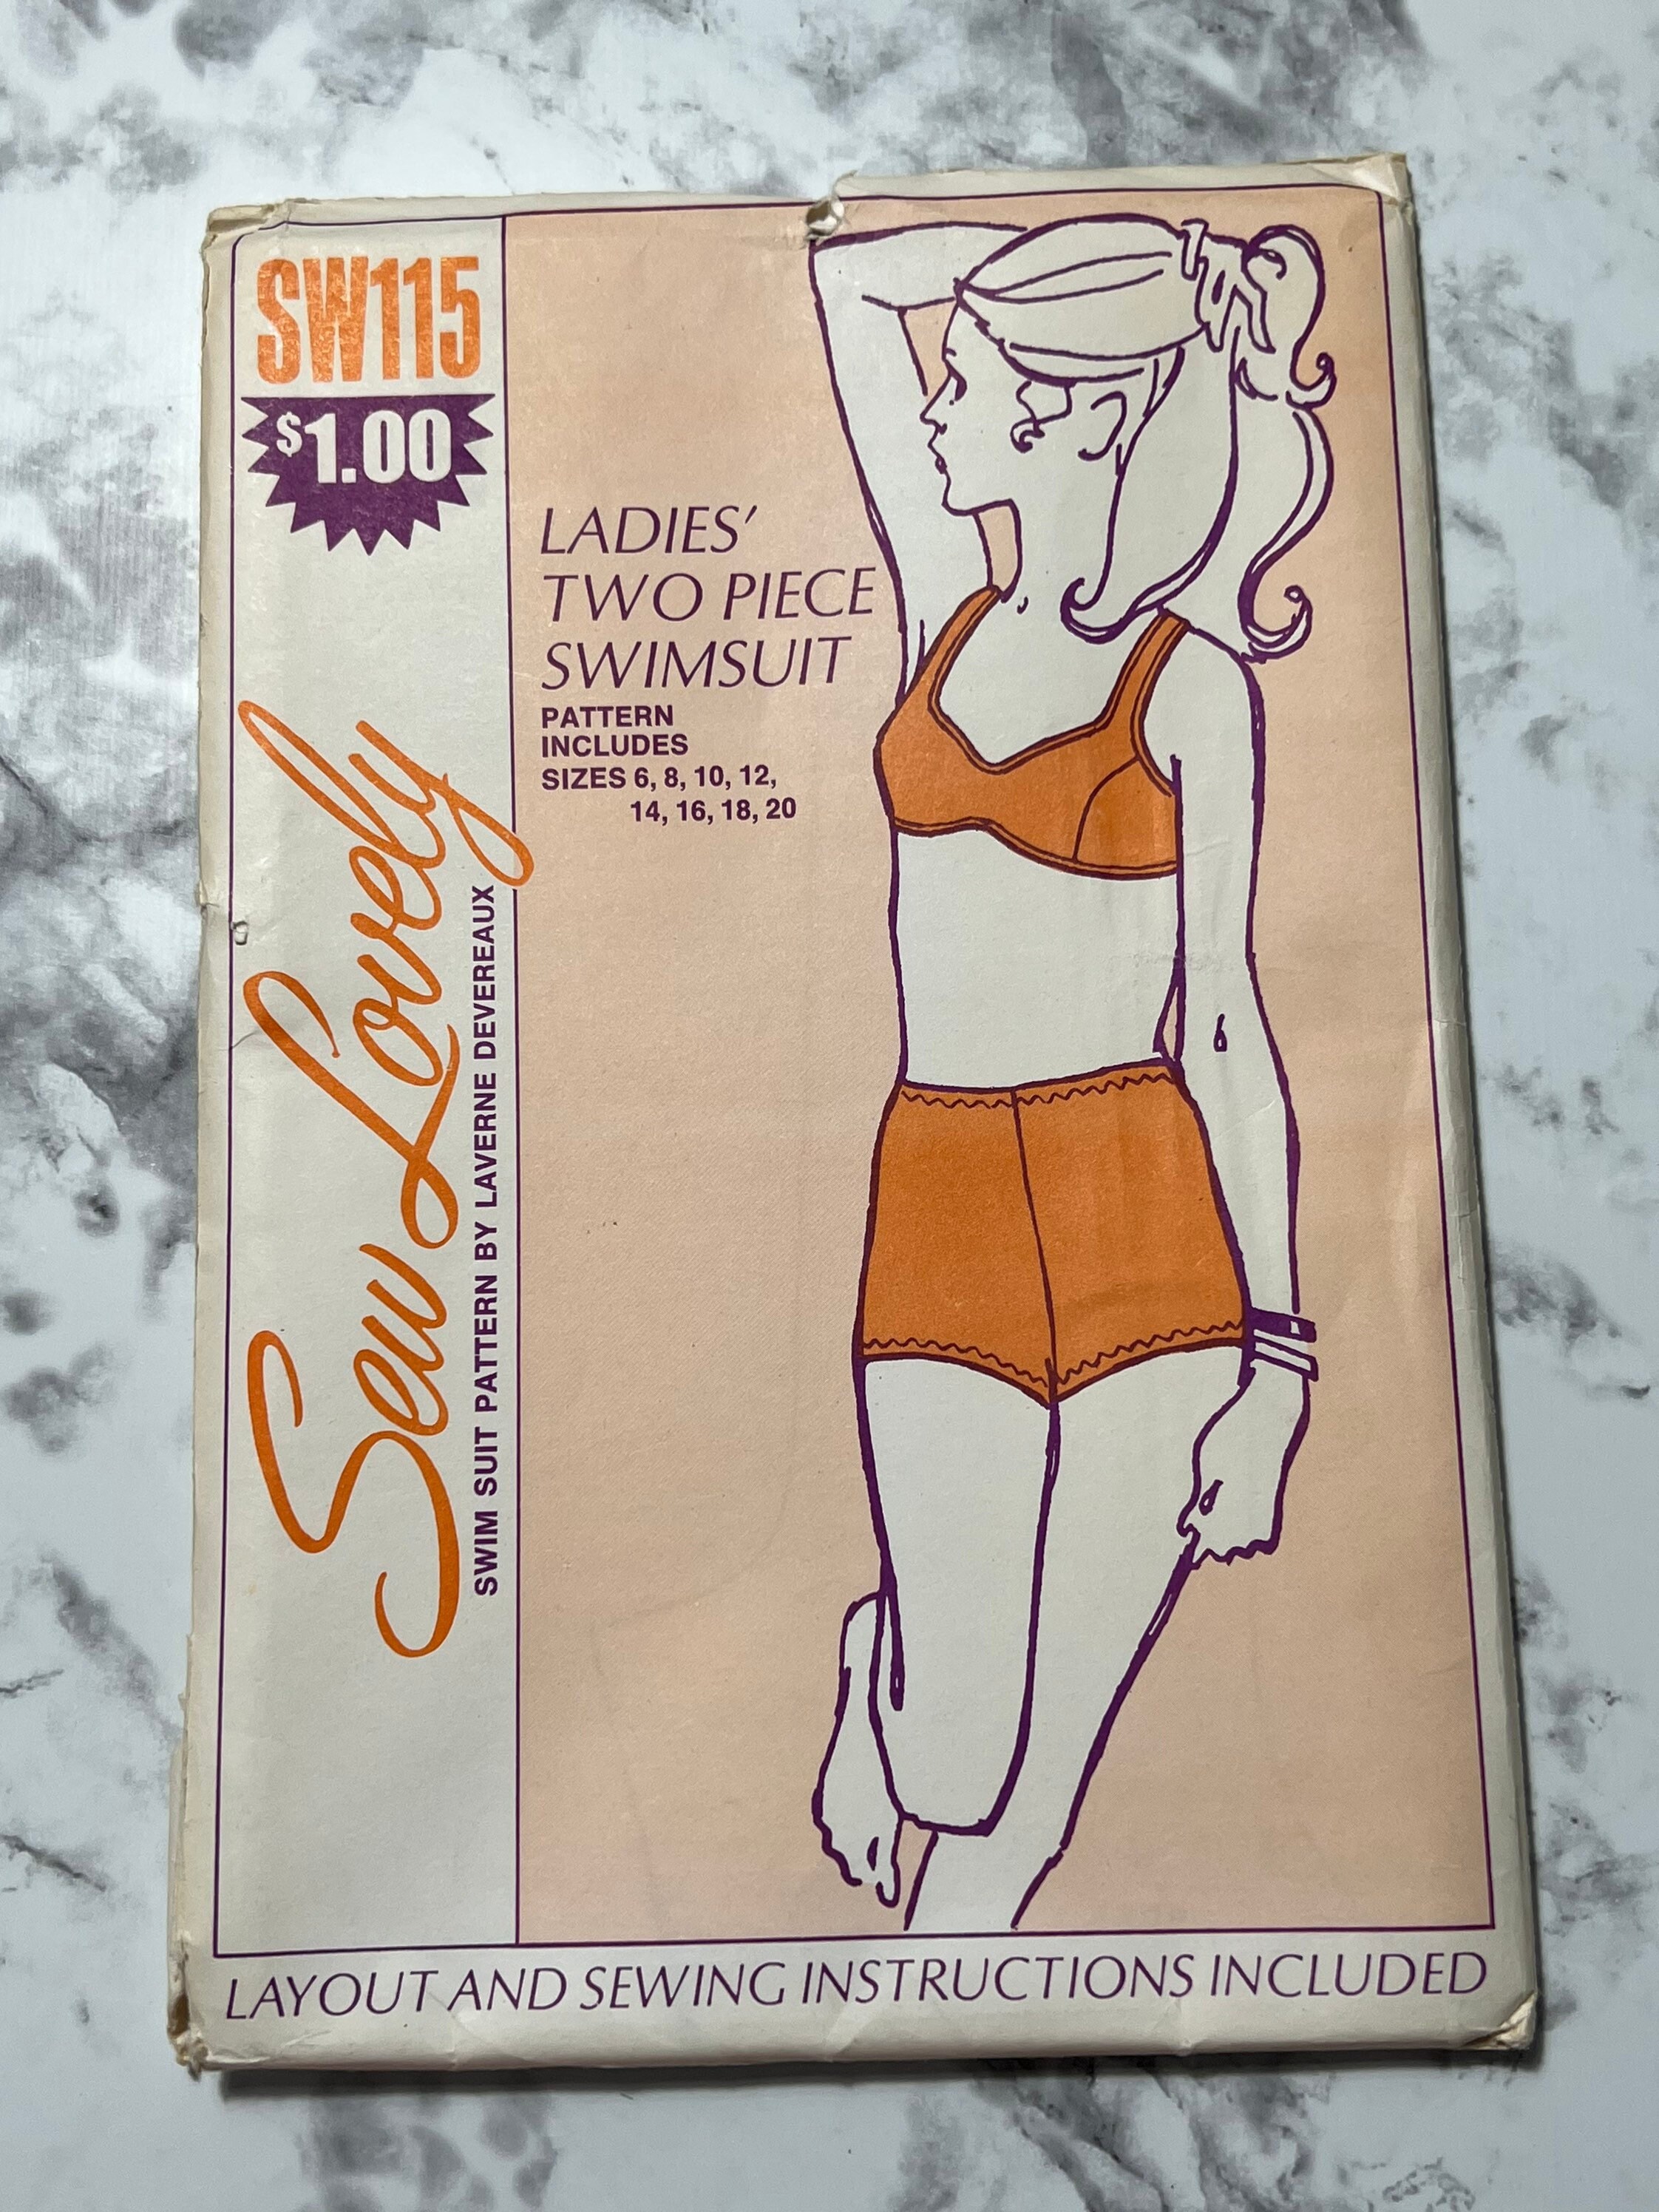 SW115
$1.00
LADIES'
TWO PIECE
SWIMSUIT
PATTERN
INCLUDES
SIZES 6, 8, 10, 12,
14, 16, 18, 20
Sew Lovely
SWIM SUIT PATTERN BY LAVERNE DEVEREAUX
LAYOUT AND SEWING INSTRUCTIONS INCLUDED